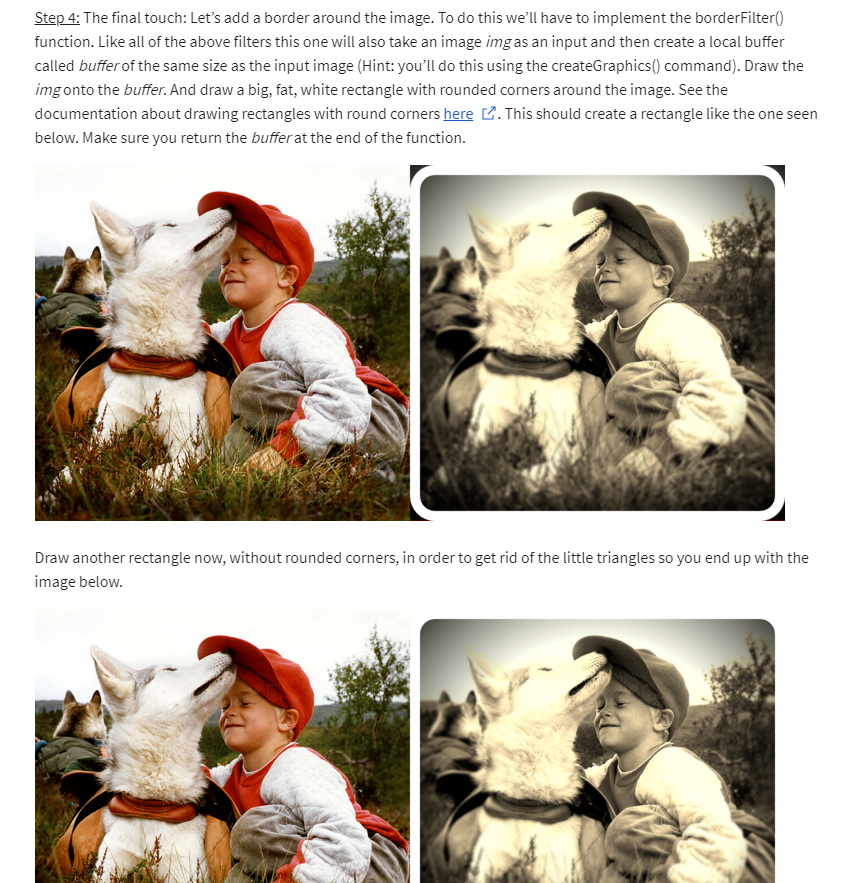 Step 4: The final touch: Let’s add a border around the image. To do this we’ll have to implement the borderFilter()
function. Like all of the above filters this one will also take an image img as an input and then create a local buffer
called buffer of the same size as the input image (Hint: you’ll do this using the createGraphics() command). Draw the
img onto the buffer. And draw a big, fat, white rectangle with rounded corners around the image. See the
documentation about drawing rectangles with round corners here. This should create a rectangle like the one seen
below. Make sure you return the buffer at the end of the function.
Draw another rectangle now, without rounded corners, in order to get rid of the little triangles so you end up with the
image below.